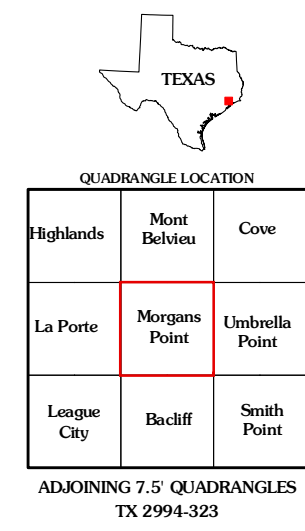 TEXAS
QUADRANGLE LOCATION
Highlands
Mont
Belvieu
Cove
La Porte
Morgans
Point
Umbrella
Point
League
City
Bacliff
Smith
Point
ADJOINING 7.5' QUADRANGLES
TX 2994-323